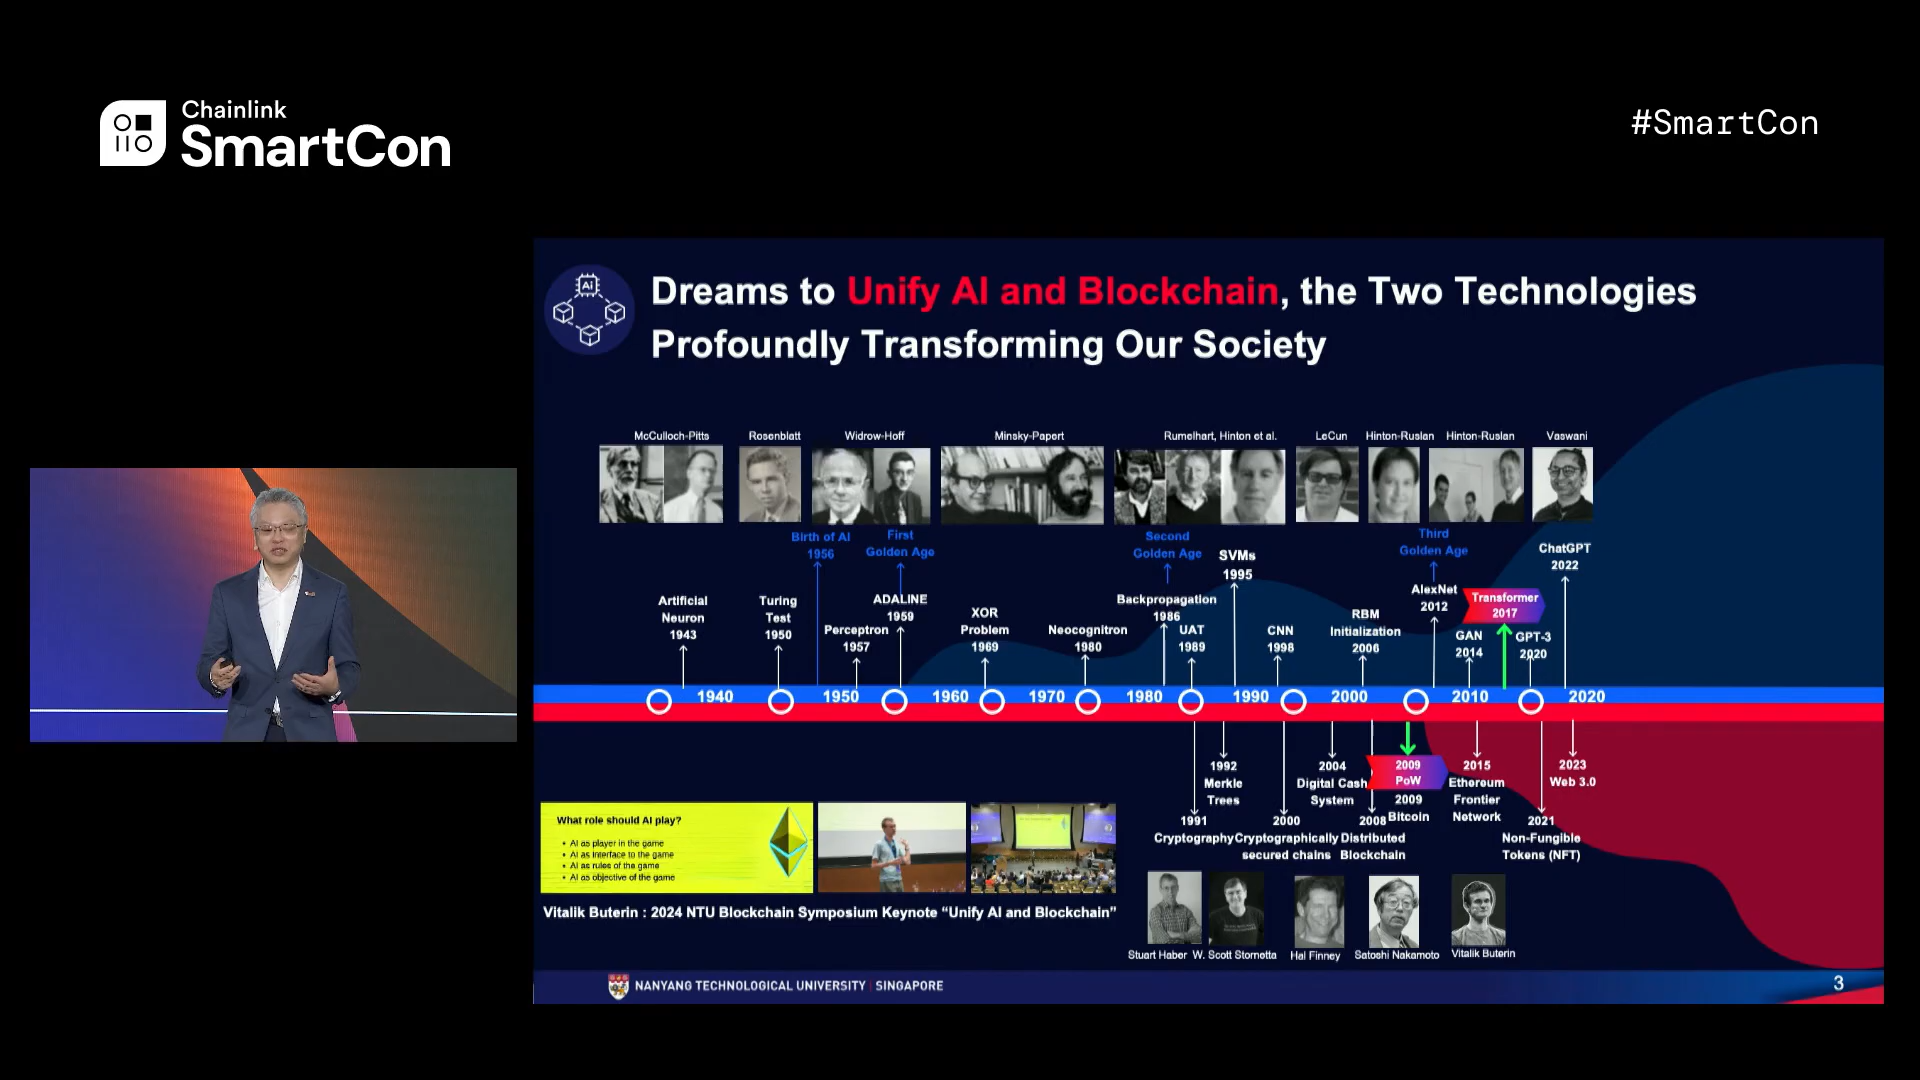 Chainlink
SmartCon
#SmartCon
Ai
Dreams to Unify AI and Blockchain, the Two Technologies
Profoundly Transforming Our Society
McCulloch-Pitts
Rosenblatt
Widrow-Hoff
Minsky-Papert
Rumelhart, Hinton et al.
LeCun
Hinton-Ruslan
Hinton-Ruslan
Vaswani
Birth of AI
1956
First
Golden Age
Second
Golden Age
Third
Golden Age
SVMs
1995
ChatGPT
2022
Artificial
Neuron
1943
Turing
Test
1950
Perceptron
1957
ADALINE
1959
XOR
Problem
1969
Neocognitron
1980
Backpropagation
1986
UAT
1989
CNN
1998
RBM
Initialization
2006
AlexNet
2012
Transformer
2017
GAN
2014
GPT-3
2020
1940 1950 1960 1970 1980 1990 2000 2010 2020
1992
Merkle
Trees
2004
Digital Cash
System
2009
PoW
2009
Bitcoin
2015
Ethereum
Frontier
Network
2023
Web 3.0
1991
Cryptography
2000
Cryptographically
secured chains
2008
Distributed
Blockchain
2021
Non-Fungible
Tokens (NFT)
What role should AI play?
• AI as player in the game
• AI as interface to the game
• AI as rules of the game
• AI as objective of the game
Vitalik Buterin : 2024 NTU Blockchain Symposium Keynote “Unify AI and Blockchain”
Stuart Haber
W. Scott Stornetta
Hal Finney
Satoshi Nakamoto
Vitalik Buterin
NANYANG TECHNOLOGICAL UNIVERSITY | SINGAPORE
3